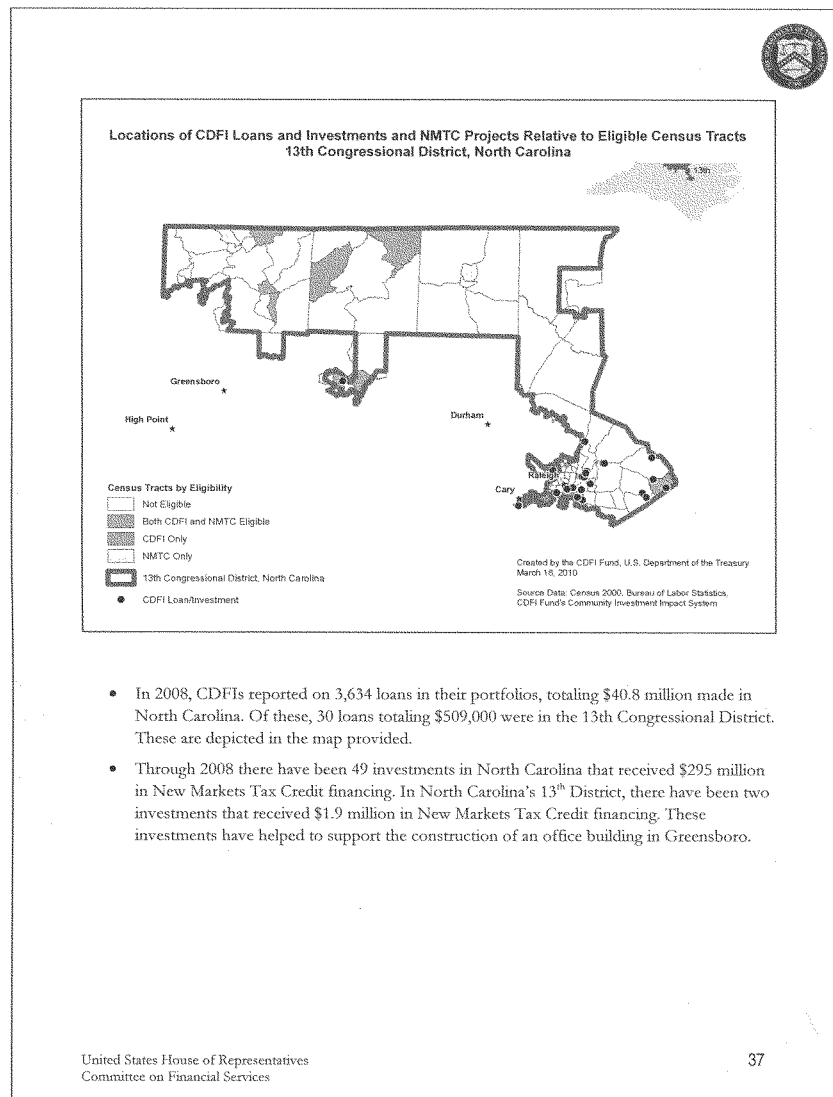 Locations of CDFI Loans and Investments and NMTC Projects Relative to Eligible Census Tracts
13th Congressional District, North Carolina
13th
Greensboro
High Point
Durham
Raleigh
Cary
Census Tracts by Eligibility
Not Eligible
Both CDFI and NMTC Eligible
CDFI Only
NMTC Only
13th Congressional District, North Carolina
CDFI Loan/Investment
Created by the CDFI Fund, U.S. Department of the Treasury
March 16, 2010
Source Data: Census 2000, Bureau of Labor Statistics,
CDFI Fund's Community Investment Impact System
• In 2008, CDFIs reported on 3,634 loans in their portfolios, totaling $40.8 million made in
North Carolina. Of these, 30 loans totaling $509,000 were in the 13th Congressional District.
These are depicted in the map provided.
• Through 2008 there have been 49 investments in North Carolina that received $295 million
in New Markets Tax Credit financing. In North Carolina's 13th District, there have been two
investments that received $1.9 million in New Markets Tax Credit financing. These
investments have helped to support the construction of an office building in Greensboro.
United States House of Representatives
Committee on Financial Services
37